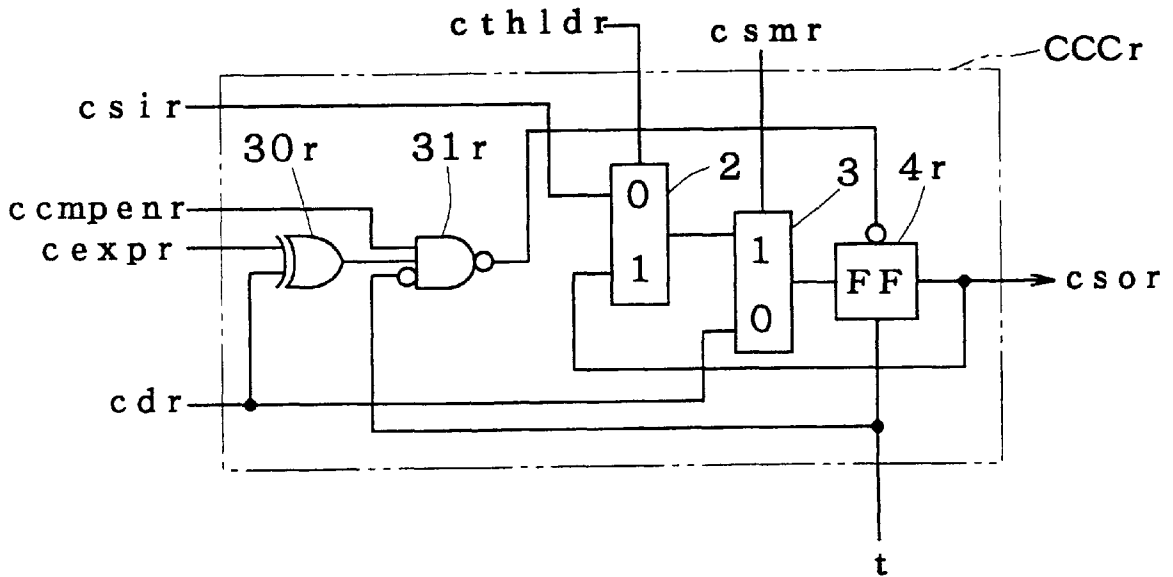 cthldr
csmr
CCCr
csir
30r
31r
2
3
4r
ccmpenr
cexpr
0
1
1
0
FF
csor
cdr
t